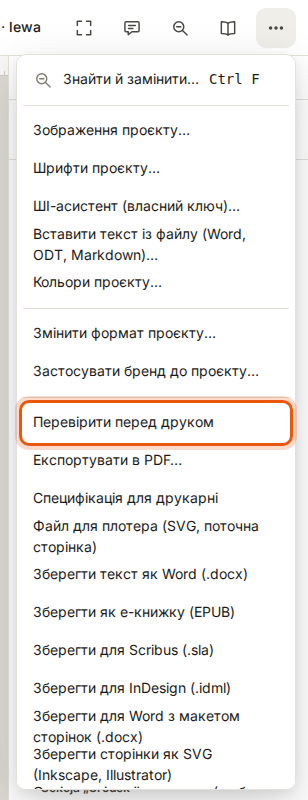 · lewa
Знайти й замінити... Ctrl F
Зображення проєкту...
Шрифти проєкту...
ШІ-асистент (власний ключ)...
Вставити текст із файлу (Word,
ODT, Markdown)...
Кольори проєкту...
Змінити формат проєкту...
Застосувати бренд до проєкту...
Перевірити перед друком
Експортувати в PDF...
Специфікація для друкарні
Файл для плотера (SVG, поточна
сторінка)
Зберегти текст як Word (.docx)
Зберегти як е-книжку (EPUB)
Зберегти для Scribus (.sla)
Зберегти для InDesign (.idml)
Зберегти для Word з макетом
сторінок (.docx)
Зберегти сторінки як SVG
(Inkscape, Illustrator)